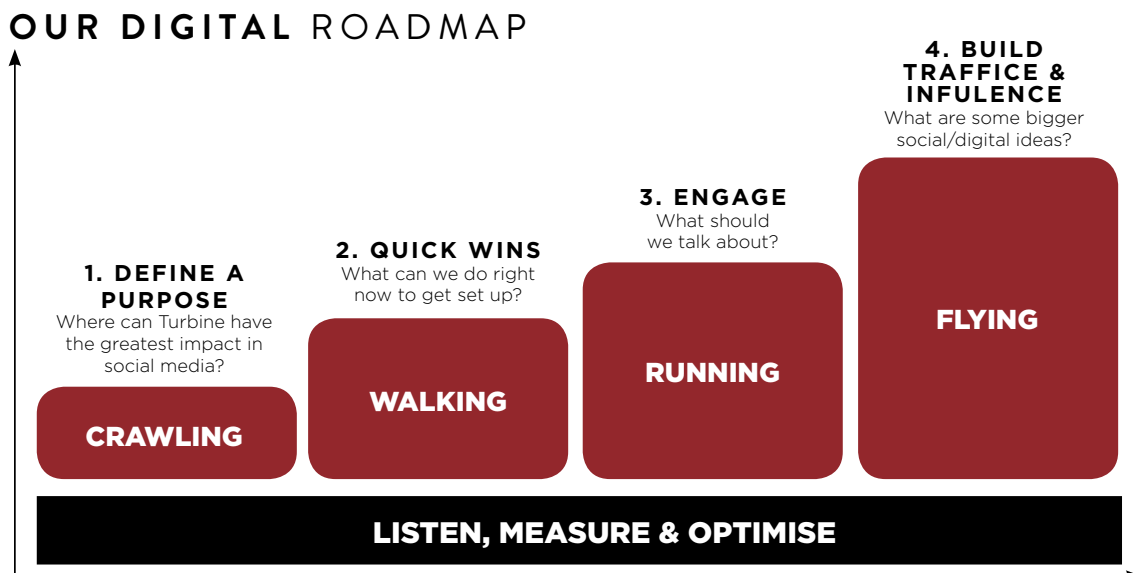 OUR DIGITAL ROADMAP
1. DEFINE A
PURPOSE
Where can Turbine have
the greatest impact in
social media?
CRAWLING
2. QUICK WINS
What can we do right
now to get set up?
WALKING
3. ENGAGE
What should
we talk about?
RUNNING
4. BUILD
TRAFFICE &
INFULENCE
What are some bigger
social/digital ideas?
FLYING
LISTEN, MEASURE & OPTIMISE